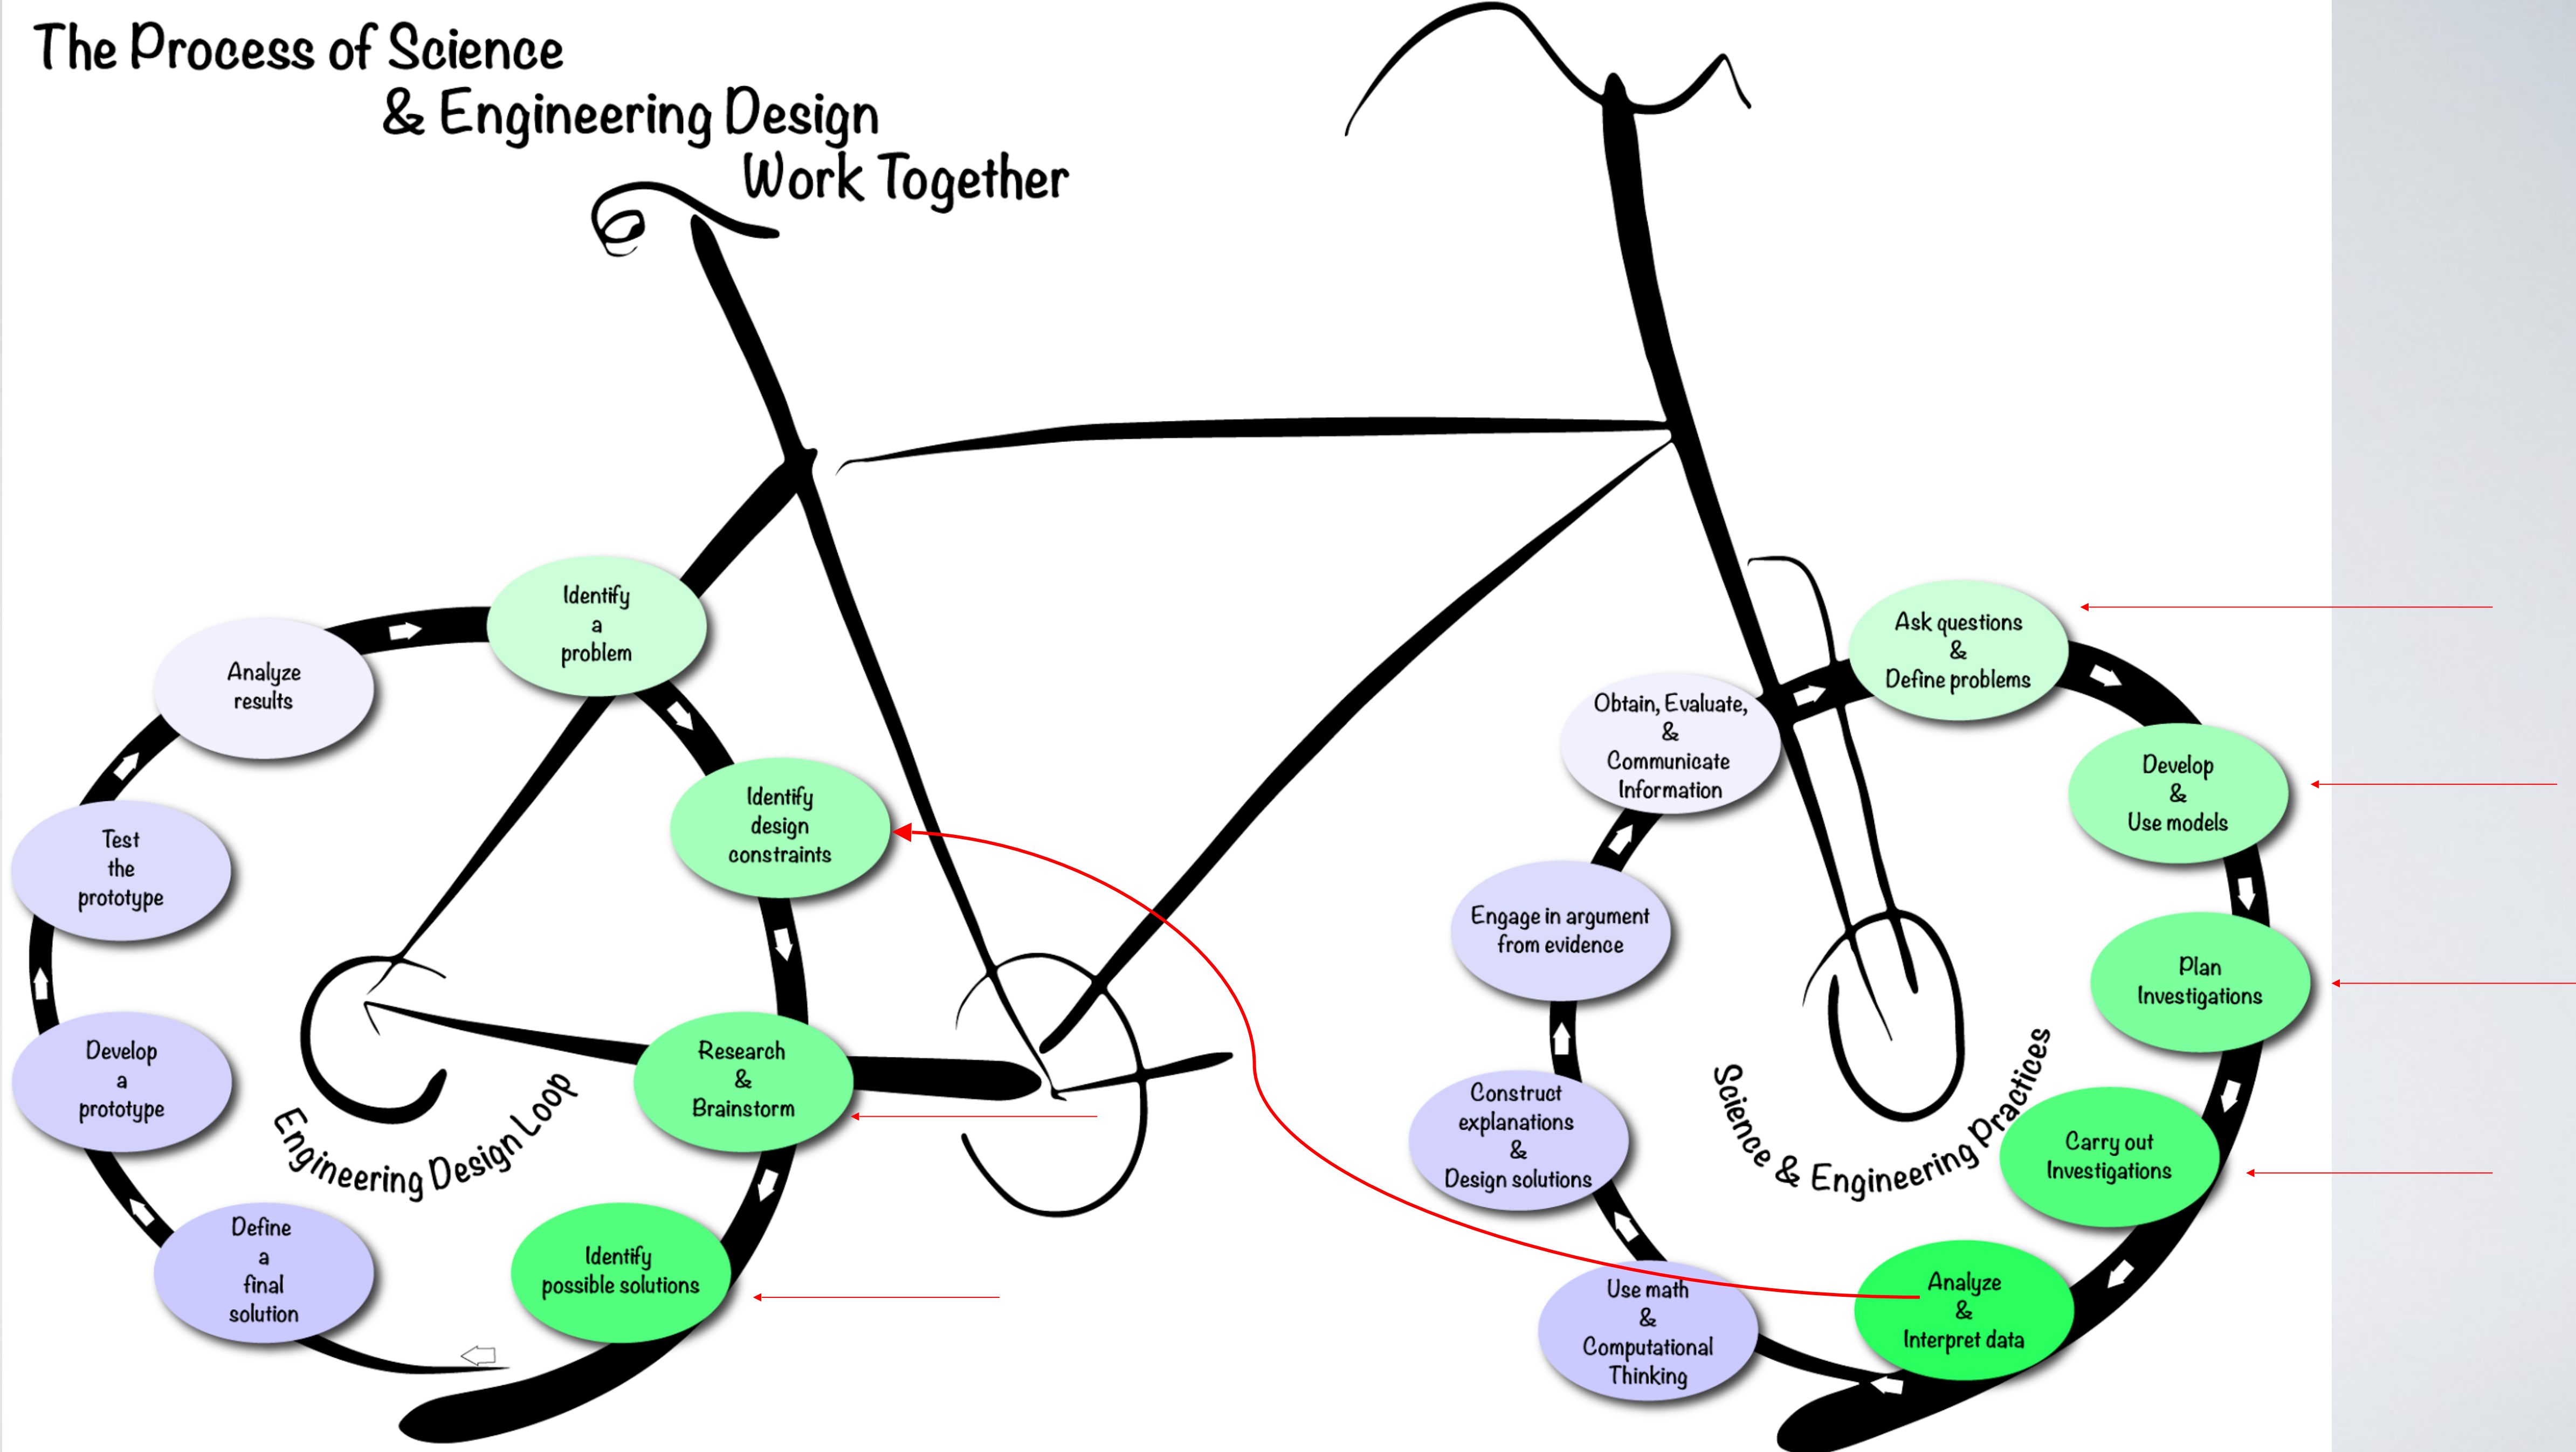 The Process of Science
& Engineering Design
Work Together
Identify
a
problem
Identify
design
constraints
Research
&
Brainstorm
Identify
possible solutions
Define
a
final
solution
Develop
a
prototype
Test
the
prototype
Analyze
results
Engineering Design Loop
Ask questions
&
Define problems
Develop
&
Use models
Plan
Investigations
Carry out
Investigations
Analyze
&
Interpret data
Use math
&
Computational
Thinking
Construct
explanations
&
Design solutions
Engage in argument
from evidence
Obtain, Evaluate,
&
Communicate
Information
Science & Engineering Practices